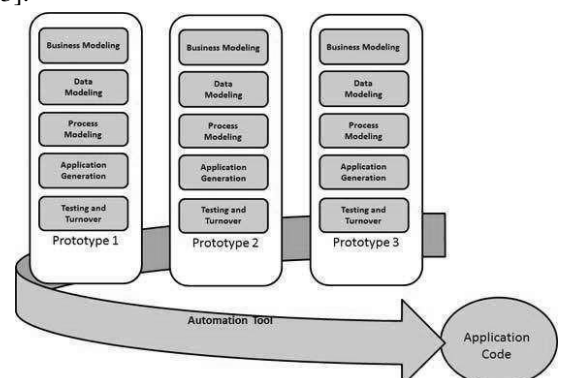 3].
Business Modeling
Data
Modeling
Process
Modeling
Application
Generation
Testing and
Turnover
Prototype 1
Business Modeling
Data
Modeling
Process
Modeling
Application
Generation
Testing and
Turnover
Prototype 2
Business Modeling
Data
Modeling
Process
Modeling
Application
Generation
Testing and
Turnover
Prototype 3
Automation Tool
Application
Code